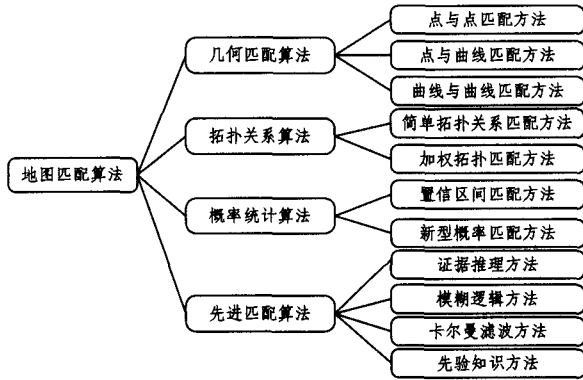 地图匹配算法
几何匹配算法
点与点匹配方法
点与曲线匹配方法
曲线与曲线匹配方法
拓扑关系算法
简单拓扑关系匹配方法
加权拓扑匹配方法
概率统计算法
置信区间匹配方法
新型概率匹配方法
先进匹配算法
证据推理方法
模糊逻辑方法
卡尔曼滤波方法
先验知识方法